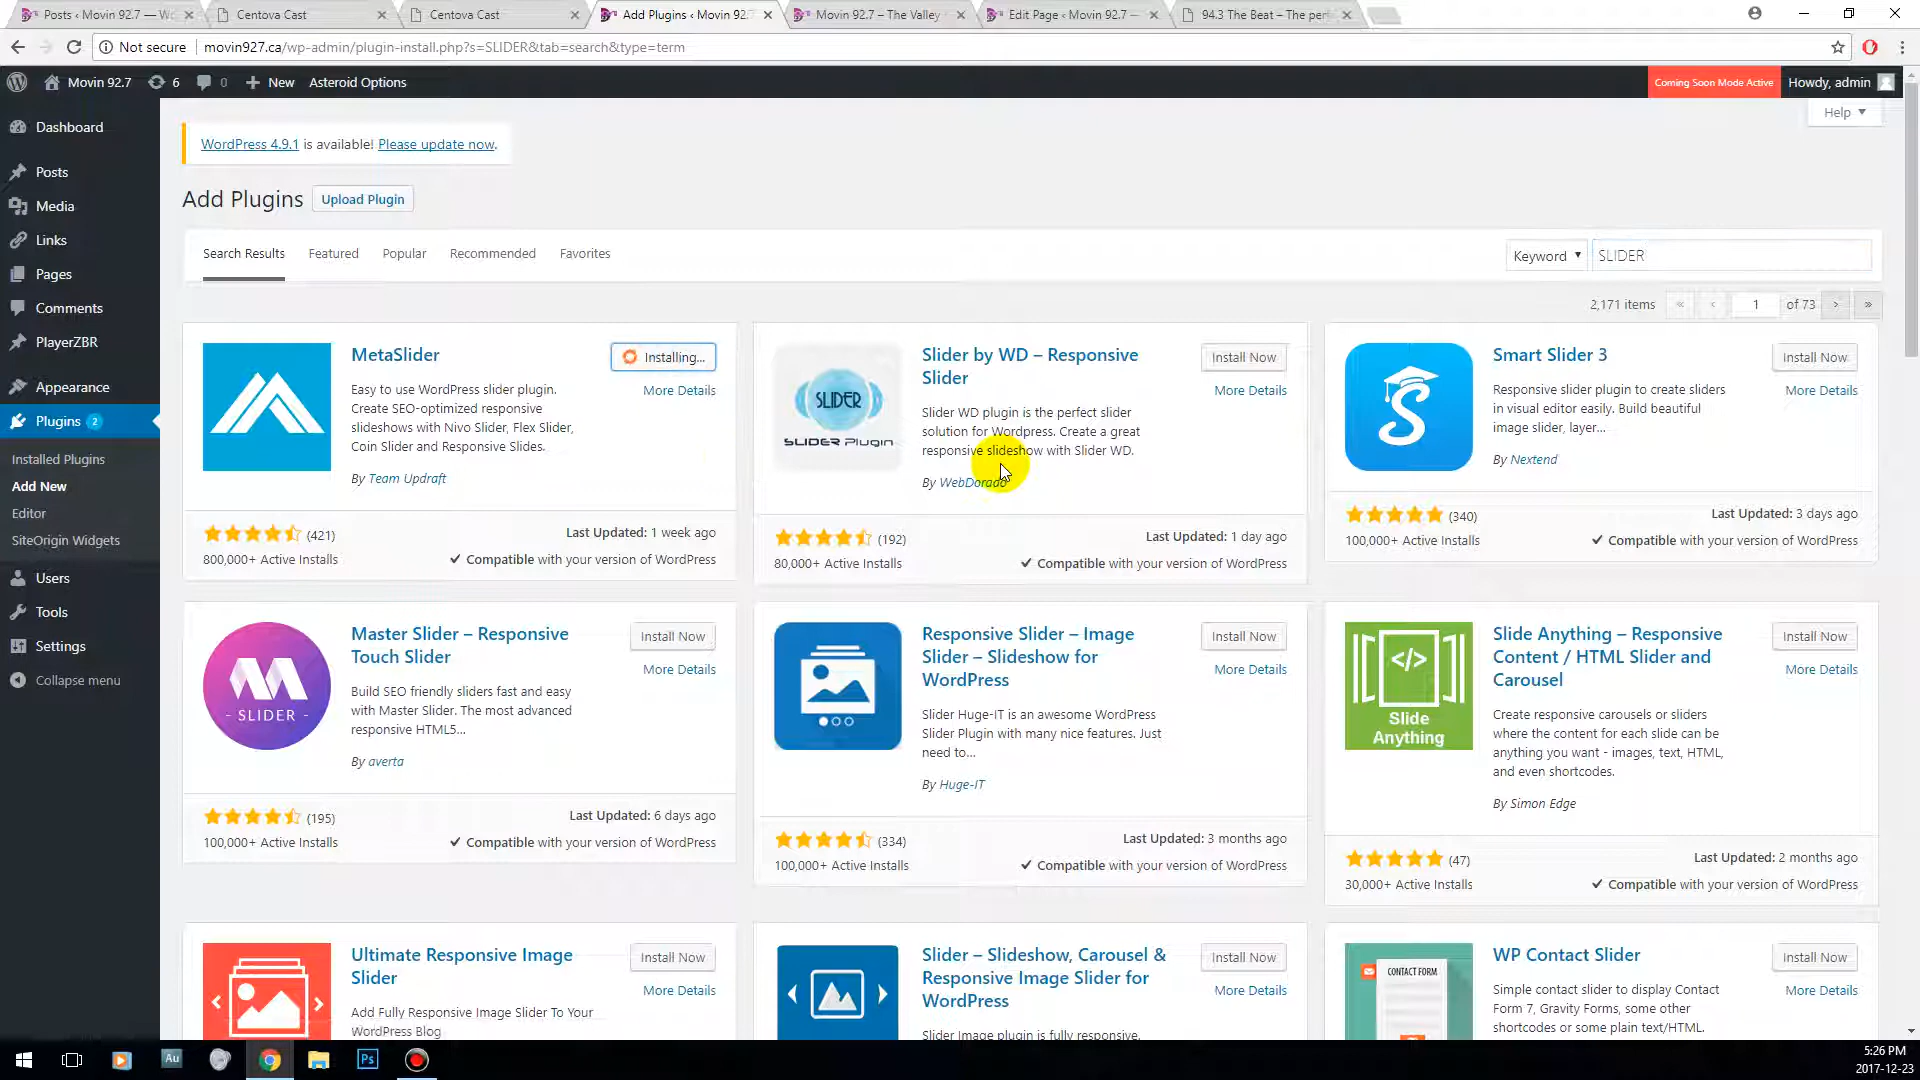 Posts ‹ Movin 92.7 — W
Centova Cast
Centova Cast
Add Plugins ‹ Movin 92.7
Movin 92.7 – The Valley
Edit Page ‹ Movin 92.7 —
94.3 The Beat – The per
Not secure | movin927.ca/wp-admin/plugin-install.php?s=SLIDER&tab=search&type=term
Movin 92.7
6
0
New
Asteroid Options
Coming Soon Mode Active
Howdy, admin
Help
Dashboard
Posts
Media
Links
Pages
Comments
PlayerZBR
Appearance
Plugins 2
Installed Plugins
Add New
Editor
SiteOrigin Widgets
Users
Tools
Settings
Collapse menu
WordPress 4.9.1 is available! Please update now.
Add Plugins
Upload Plugin
Search Results
Featured
Popular
Recommended
Favorites
Keyword
SLIDER
2,171 items « ‹ 1 of 73 › »
MetaSlider
Installing...
More Details
Easy to use WordPress slider plugin.
Create SEO-optimized responsive
slideshows with Nivo Slider, Flex Slider,
Coin Slider and Responsive Slides.
By Team Updraft
(421)
Last Updated: 1 week ago
800,000+ Active Installs
Compatible with your version of WordPress
SLIDER
SLIDER PLUGIN
Slider by WD – Responsive
Slider
Install Now
More Details
Slider WD plugin is the perfect slider
solution for Wordpress. Create a great
responsive slideshow with Slider WD.
By WebDorado
(192)
Last Updated: 1 day ago
80,000+ Active Installs
Compatible with your version of WordPress
S
Smart Slider 3
Install Now
More Details
Responsive slider plugin to create sliders
in visual editor easily. Build beautiful
image slider, layer...
By Nextend
(340)
Last Updated: 3 days ago
100,000+ Active Installs
Compatible with your version of WordPress
- SLIDER -
Master Slider – Responsive
Touch Slider
Install Now
More Details
Build SEO friendly sliders fast and easy
with Master Slider. The most advanced
responsive HTML5...
By averta
(195)
Last Updated: 6 days ago
100,000+ Active Installs
Compatible with your version of WordPress
Responsive Slider – Image
Slider – Slideshow for
WordPress
Install Now
More Details
Slider Huge-IT is an awesome WordPress
Slider Plugin with many nice features. Just
need to...
By Huge-IT
(334)
Last Updated: 3 months ago
100,000+ Active Installs
Compatible with your version of WordPress
</>
Slide
Anything
Slide Anything – Responsive
Content / HTML Slider and
Carousel
Install Now
More Details
Create responsive carousels or sliders
where the content for each slide can be
anything you want - images, text, HTML,
and even shortcodes.
By Simon Edge
(47)
Last Updated: 2 months ago
30,000+ Active Installs
Compatible with your version of WordPress
Ultimate Responsive Image
Slider
Install Now
More Details
Add Fully Responsive Image Slider To Your
WordPress Blog
Slider – Slideshow, Carousel &
Responsive Image Slider for
WordPress
Install Now
More Details
Slider Image plugin is fully responsive.
CONTACT FORM
WP Contact Slider
Install Now
More Details
Simple contact slider to display Contact
Form 7, Gravity Forms, some other
shortcodes or some plain text/HTML.
Au
Ps
5:26 PM
2017-12-23